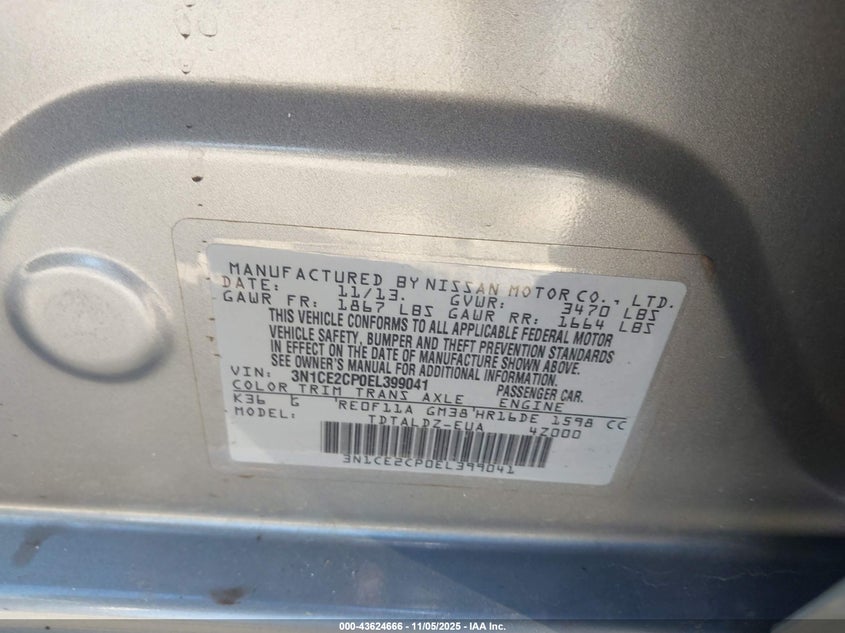 MANUFACTURED BY NISSAN MOTOR CO., LTD.
DATE: 11/13. GVWR: 3470 LBS
GAWR FR: 1867 LBS GAWR RR: 1664 LBS
THIS VEHICLE CONFORMS TO ALL APPLICABLE FEDERAL MOTOR
VEHICLE SAFETY, BUMPER AND THEFT PREVENTION STANDARDS
IN EFFECT ON THE DATE OF MANUFACTURE SHOWN ABOVE.
SEE OWNER'S MANUAL FOR ADDITIONAL INFORMATION.
VIN: 3N1CE2CP0EL399041 PASSENGER CAR.
COLOR TRIM TRANS AXLE ENGINE
K36 G 'RE0F11A GM38'HR16DE 1598 CC
MODEL: TDTALDZ-EUA 4Z000
3N1CE2CP0EL399041
000-43624666 - 11/05/2025 - IAA Inc.